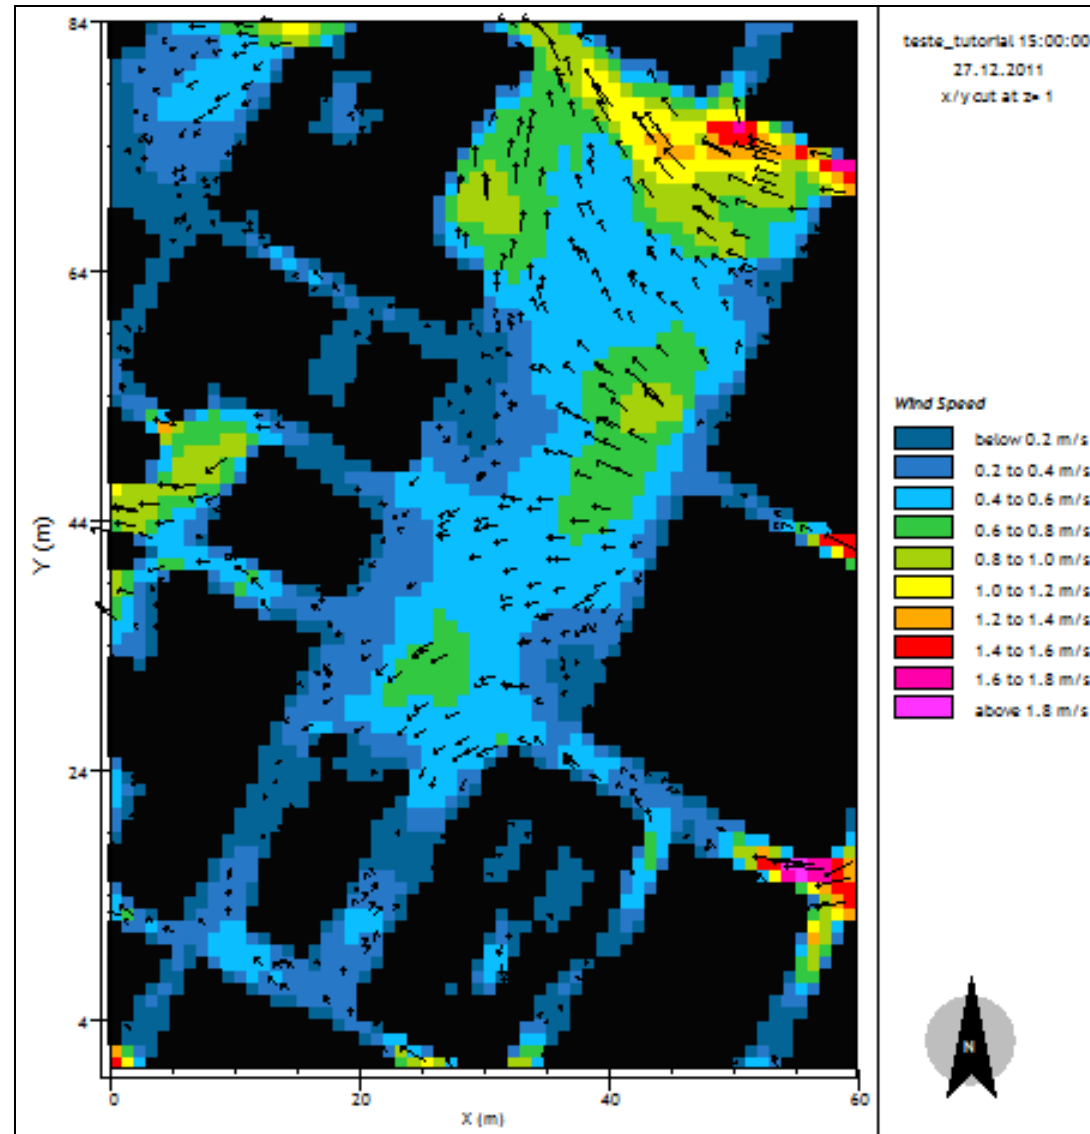 teste_tutorial 15:00:00
27.12.2011
x/y cut at z= 1
84
64
44
24
4
Y (m)
0
20
40
60
X (m)
Wind Speed
below 0.2 m/s
0.2 to 0.4 m/s
0.4 to 0.6 m/s
0.6 to 0.8 m/s
0.8 to 1.0 m/s
1.0 to 1.2 m/s
1.2 to 1.4 m/s
1.4 to 1.6 m/s
1.6 to 1.8 m/s
above 1.8 m/s
N